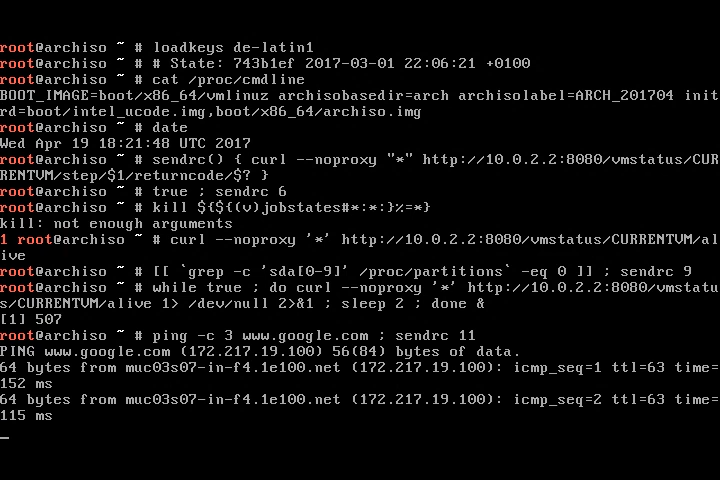 root@archiso ~ # loadkeys de-latin1
root@archiso ~ # # State: 743b1ef 2017-03-01 22:06:21 +0100
root@archiso ~ # cat /proc/cmdline
BOOT_IMAGE=boot/x86_64/vmlinuz archisobasedir=arch archisolabel=ARCH_201704 init
rd=boot/intel_ucode.img,boot/x86_64/archiso.img
root@archiso ~ # date
Wed Apr 19 18:21:48 UTC 2017
root@archiso ~ # sendrc() { curl --noproxy "*" http://10.0.2.2:8080/vmstatus/CUR
RENTVM/step/$1/returncode/$? }
root@archiso ~ # true ; sendrc 6
root@archiso ~ # kill ${${(v)jobstates#*:*:}%=*}
kill: not enough arguments
1 root@archiso ~ # curl --noproxy '*' http://10.0.2.2:8080/vmstatus/CURRENTVM/al
ive
root@archiso ~ # [[ `grep -c 'sda[0-9]' /proc/partitions` -eq 0 ]] ; sendrc 9
root@archiso ~ # while true ; do curl --noproxy '*' http://10.0.2.2:8080/vmstatu
s/CURRENTVM/alive 1> /dev/null 2>&1 ; sleep 2 ; done &
[1] 507
root@archiso ~ # ping -c 3 www.google.com ; sendrc 11
PING www.google.com (172.217.19.100) 56(84) bytes of data.
64 bytes from muc03s07-in-f4.1e100.net (172.217.19.100): icmp_seq=1 ttl=63 time=
152 ms
64 bytes from muc03s07-in-f4.1e100.net (172.217.19.100): icmp_seq=2 ttl=63 time=
115 ms
_